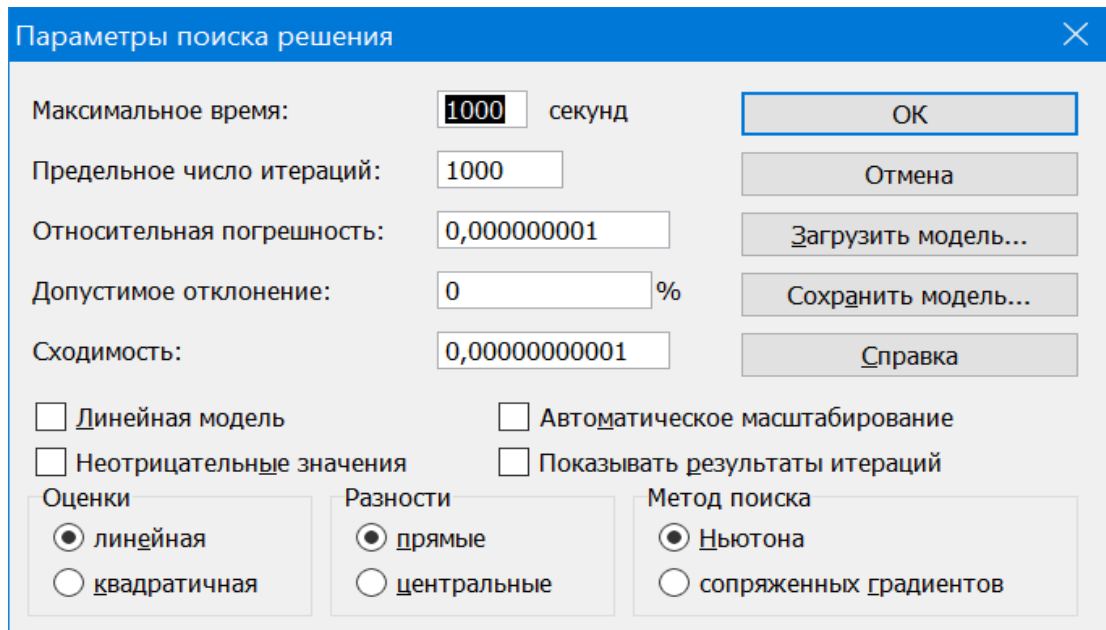 Параметры поиска решения
Максимальное время: 1000 секунд ОК
Предельное число итераций: 1000 Отмена
Относительная погрешность: 0,000000001 Загрузить модель...
Допустимое отклонение: 0 % Сохранить модель...
Сходимость: 0,00000000001 Справка
Линейная модель Автоматическое масштабирование
Неотрицательные значения Показывать результаты итераций
Оценки Разности Метод поиска
линейная прямые Ньютона
квадратичная центральные сопряженных градиентов